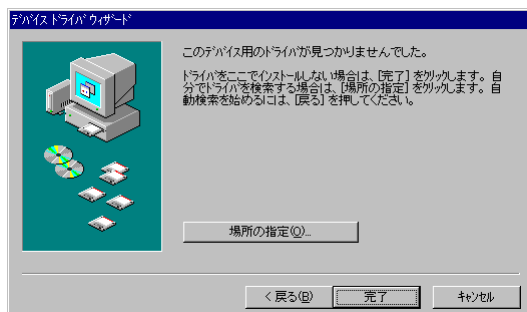 ﾃﾞﾊﾞｲｽ ﾄﾞﾗｲﾊﾞ ｳｨｻﾞｰﾄﾞ
このﾃﾞﾊﾞｲｽ用のﾄﾞﾗｲﾊﾞが見つかりませんでした。
ﾄﾞﾗｲﾊﾞをここでｲﾝｽﾄｰﾙしない場合は、[完了] をｸﾘｯｸします。自
分でﾄﾞﾗｲﾊﾞを検索する場合は、[場所の指定] をｸﾘｯｸします。自
動検索を始めるには、[戻る] を押してください。
場所の指定(O)...
< 戻る(B)
完了
ｷｬﾝｾﾙ